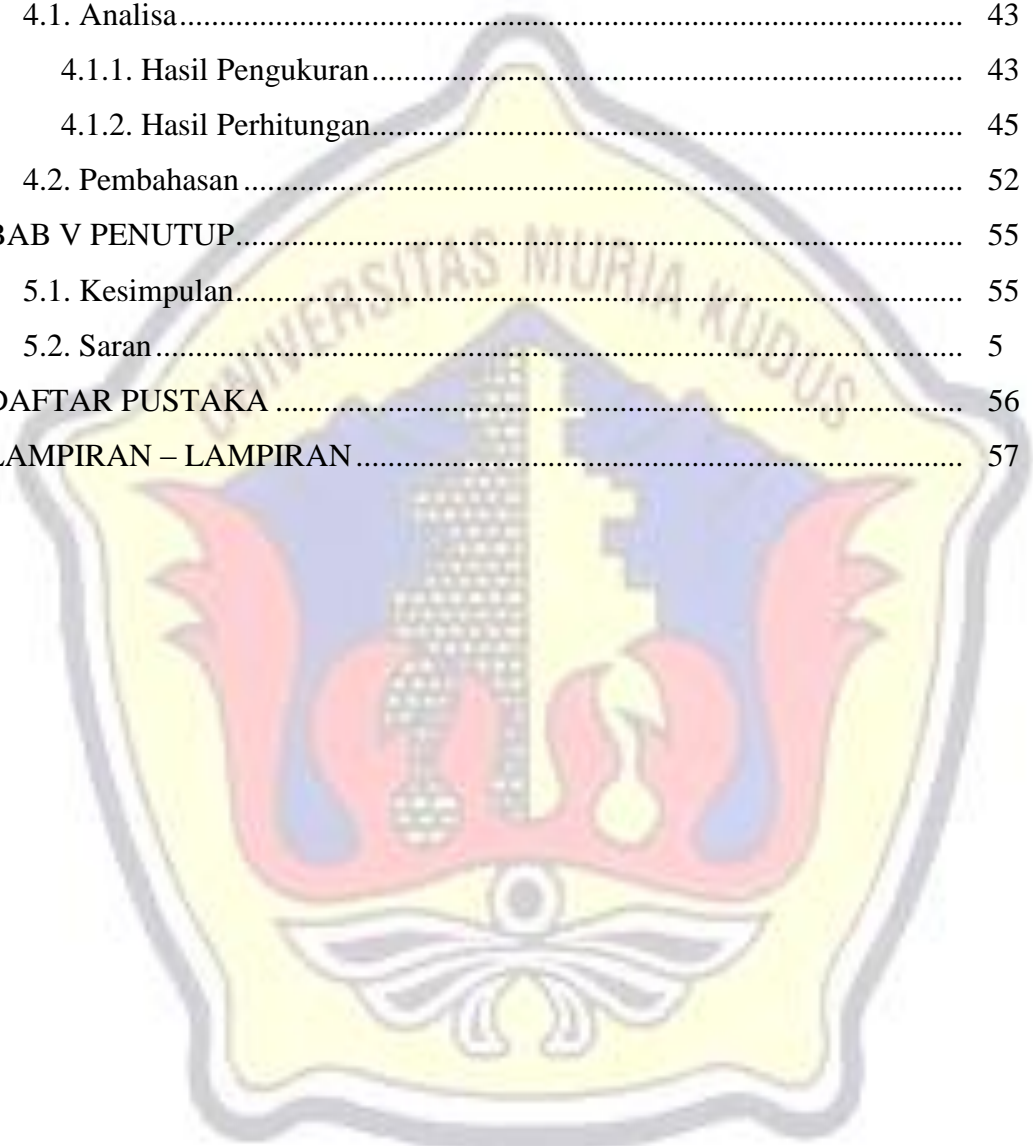 4.1. Analisa.......................................................................................... 43
4.1.1. Hasil Pengukuran.................................................................. 43
4.1.2. Hasil Perhitungan.................................................................. 45
4.2. Pembahasan.................................................................................. 52
BAB V PENUTUP................................................................................... 55
5.1. Kesimpulan................................................................................... 55
5.2. Saran............................................................................................. 5
DAFTAR PUSTAKA.............................................................................. 56
LAMPIRAN – LAMPIRAN.................................................................... 57
UNIVERSITAS MURIA KUDUS